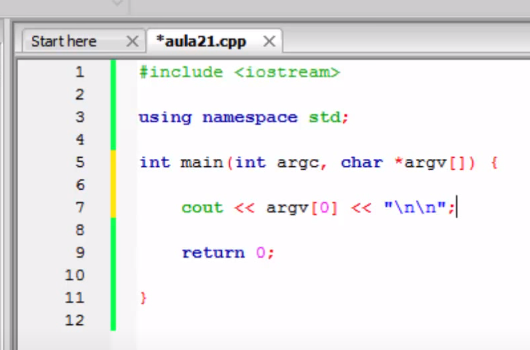 Start here *aula21.cpp
1 #include <iostream>
2
3 using namespace std;
4
5 int main(int argc, char *argv[]) {
6
7 cout << argv[0] << "\n\n";
8
9 return 0;
10
11 }
12